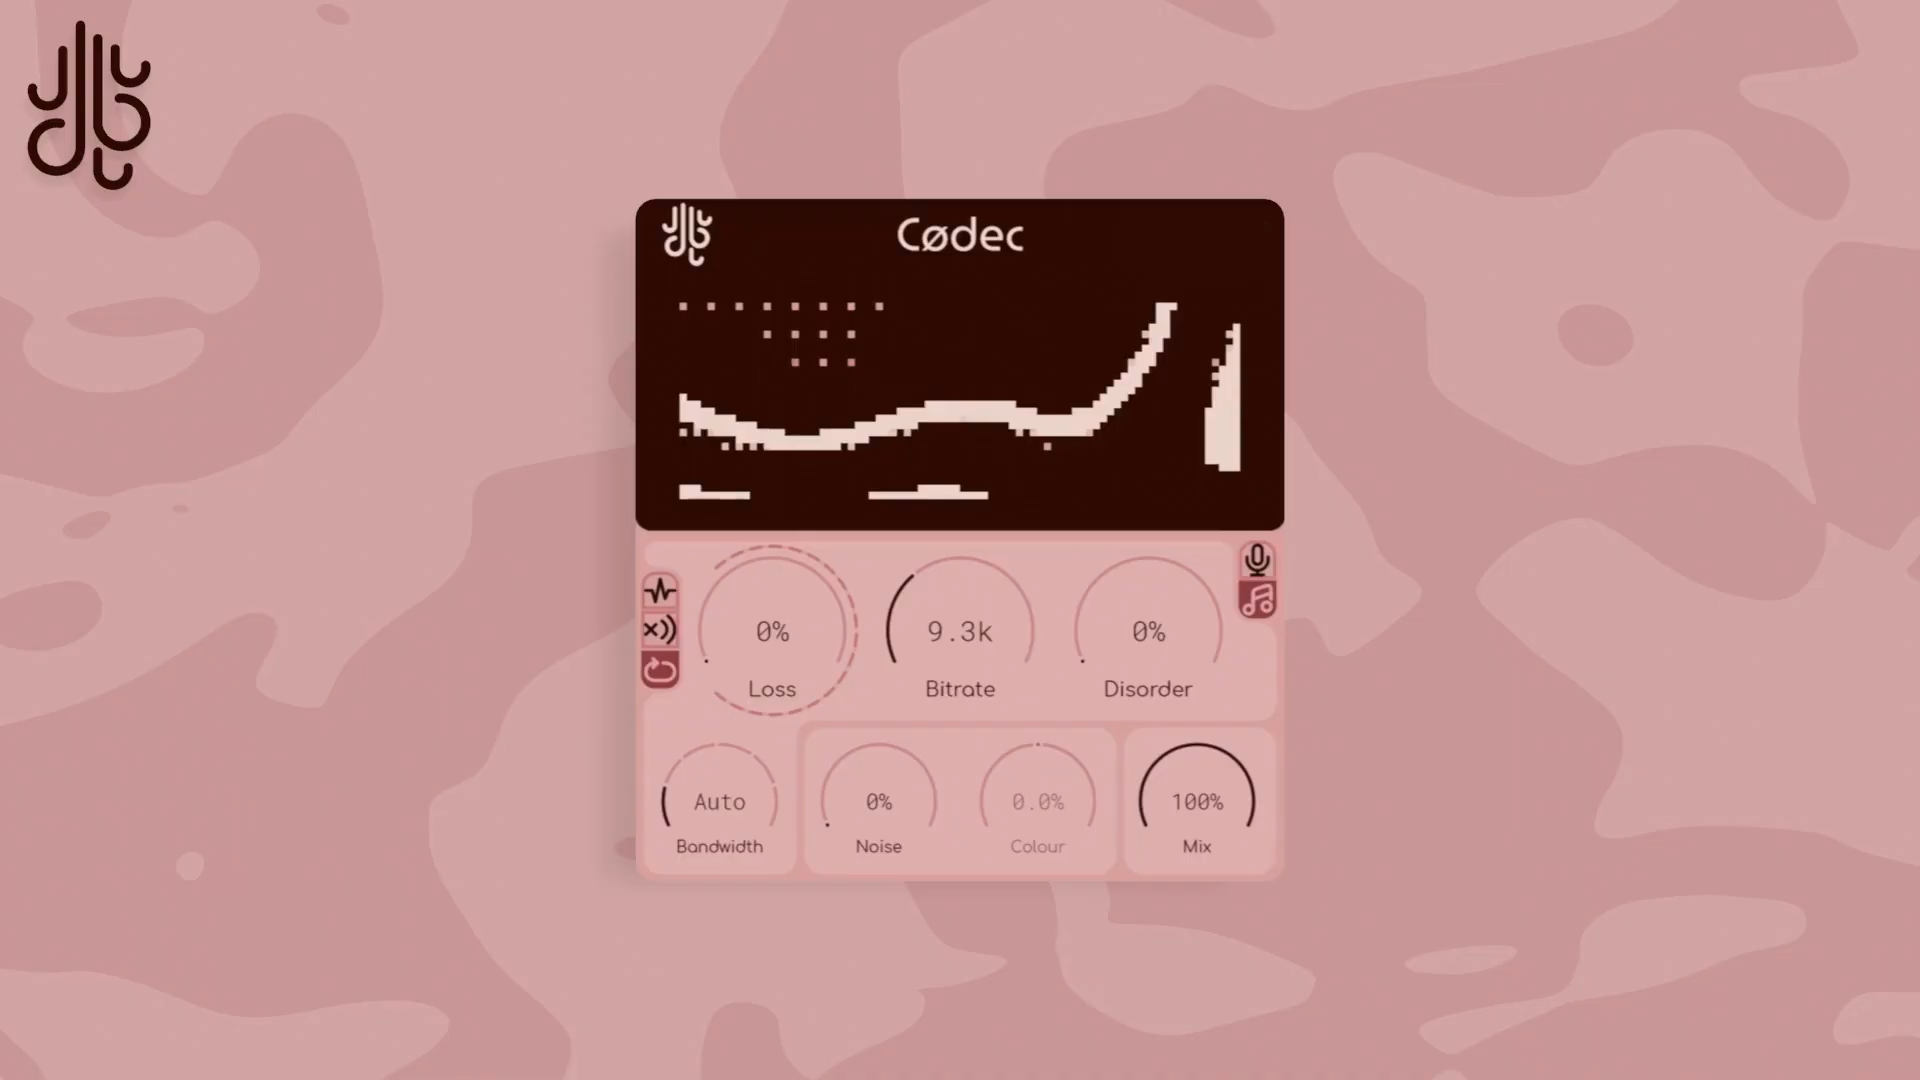 Cødec
0%
9.3k
0%
Loss
Bitrate
Disorder
Auto
0%
0.0%
100%
Bandwidth
Noise
Colour
Mix